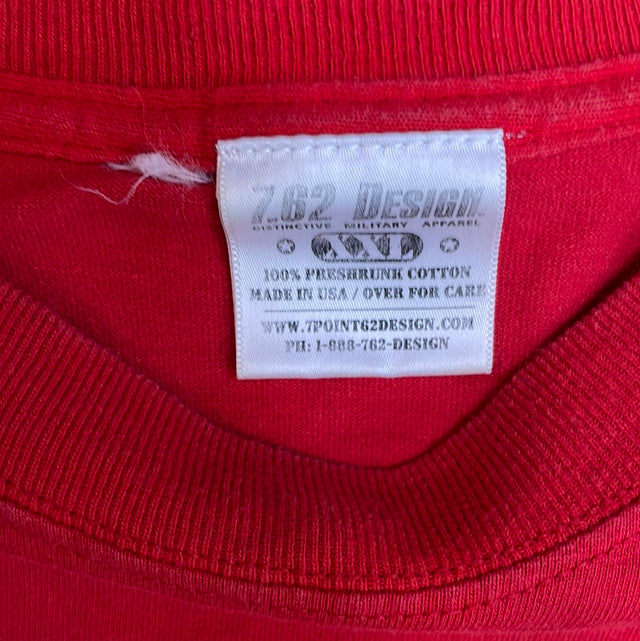 7.62 DESIGN.
DISTINCTIVE MILITARY APPAREL
XXL
100% PRESHRUNK COTTON
MADE IN USA / OVER FOR CARE
WWW.7POINT62DESIGN.COM
PH: 1-888-762-DESIGN